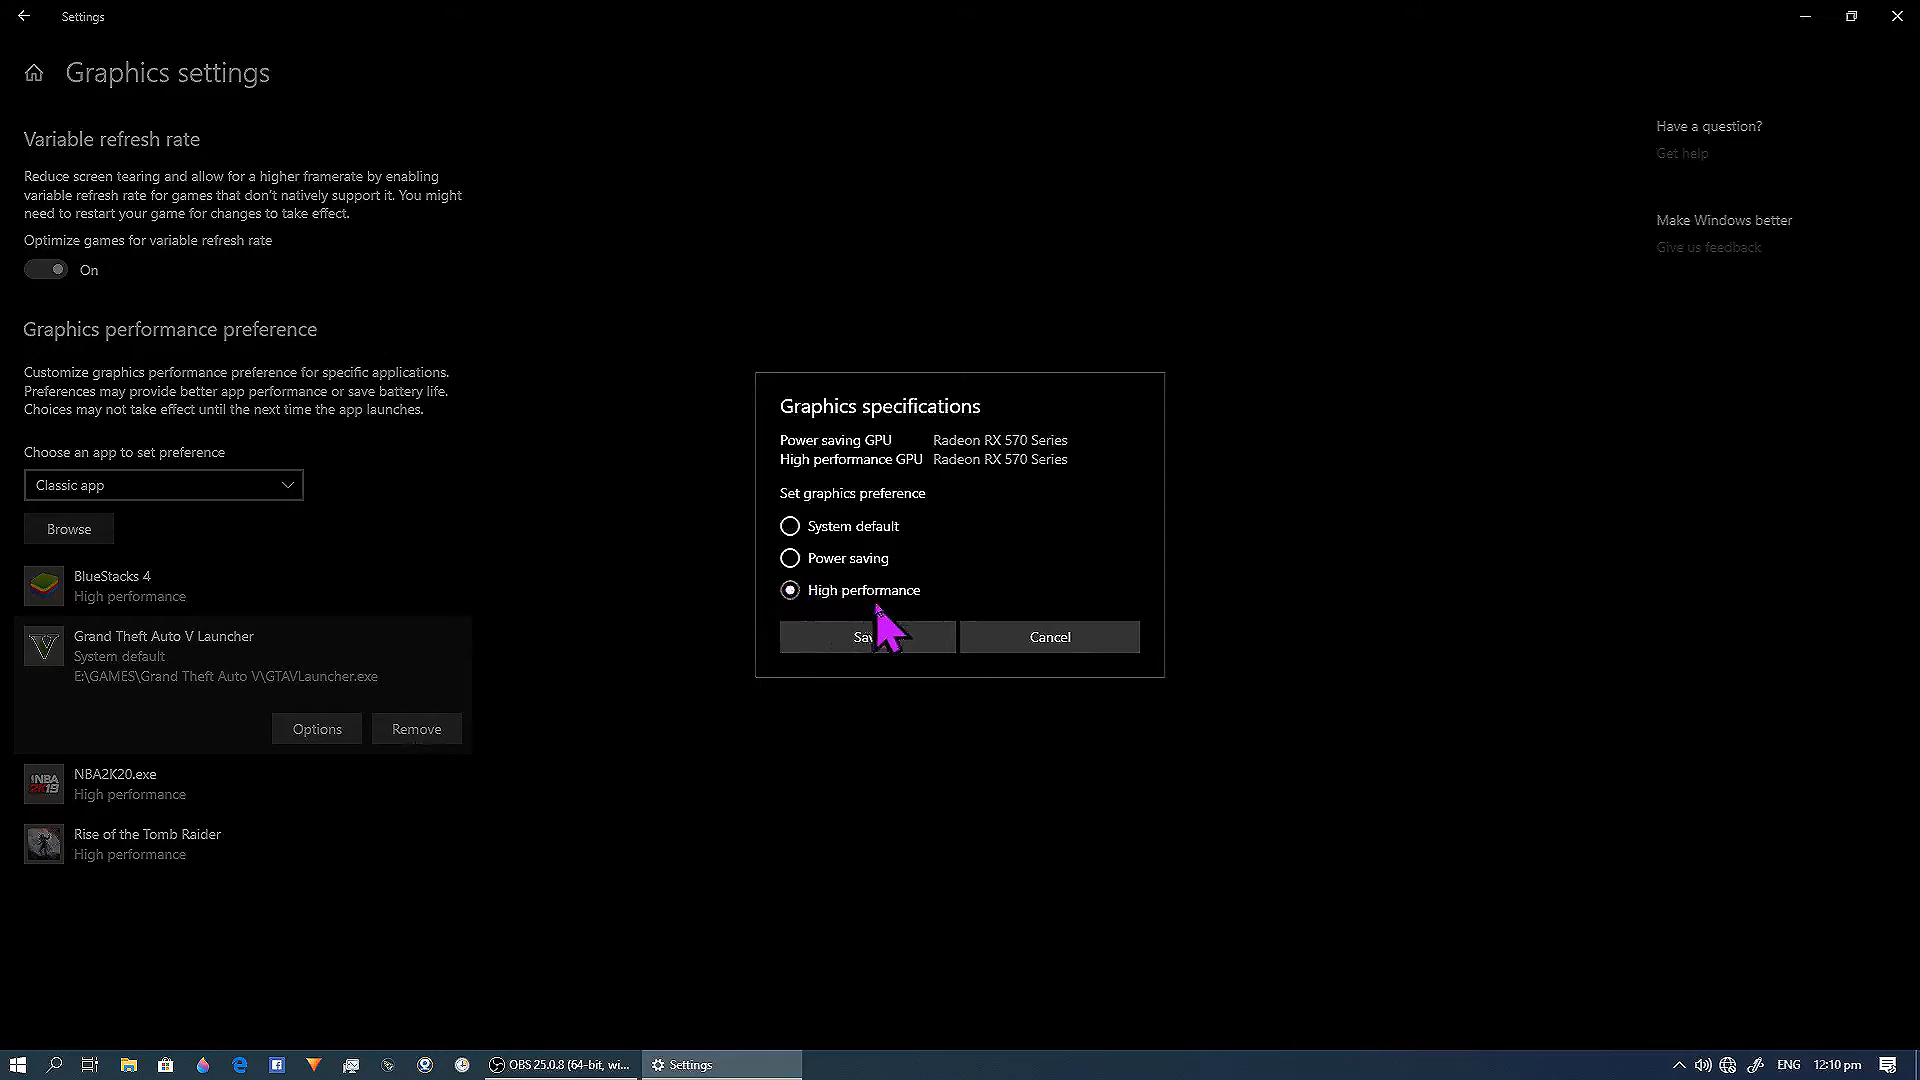 Settings
Graphics settings
Variable refresh rate
Reduce screen tearing and allow for a higher framerate by enabling
variable refresh rate for games that don't natively support it. You might
need to restart your game for changes to take effect.
Optimize games for variable refresh rate
On
Graphics performance preference
Customize graphics performance preference for specific applications.
Preferences may provide better app performance or save battery life.
Choices may not take effect until the next time the app launches.
Choose an app to set preference
Classic app
Browse
BlueStacks 4
High performance
Grand Theft Auto V Launcher
System default
E:\GAMES\Grand Theft Auto V\GTAVLauncher.exe
Options Remove
NBA2K20.exe
High performance
Rise of the Tomb Raider
High performance
Graphics specifications
Power saving GPU Radeon RX 570 Series
High performance GPU Radeon RX 570 Series
Set graphics preference
System default
Power saving
High performance
Cancel
Have a question?
Get help
Make Windows better
Give us feedback
OBS 25.0.8 (64-bit, wi... Settings ENG 12:10 pm